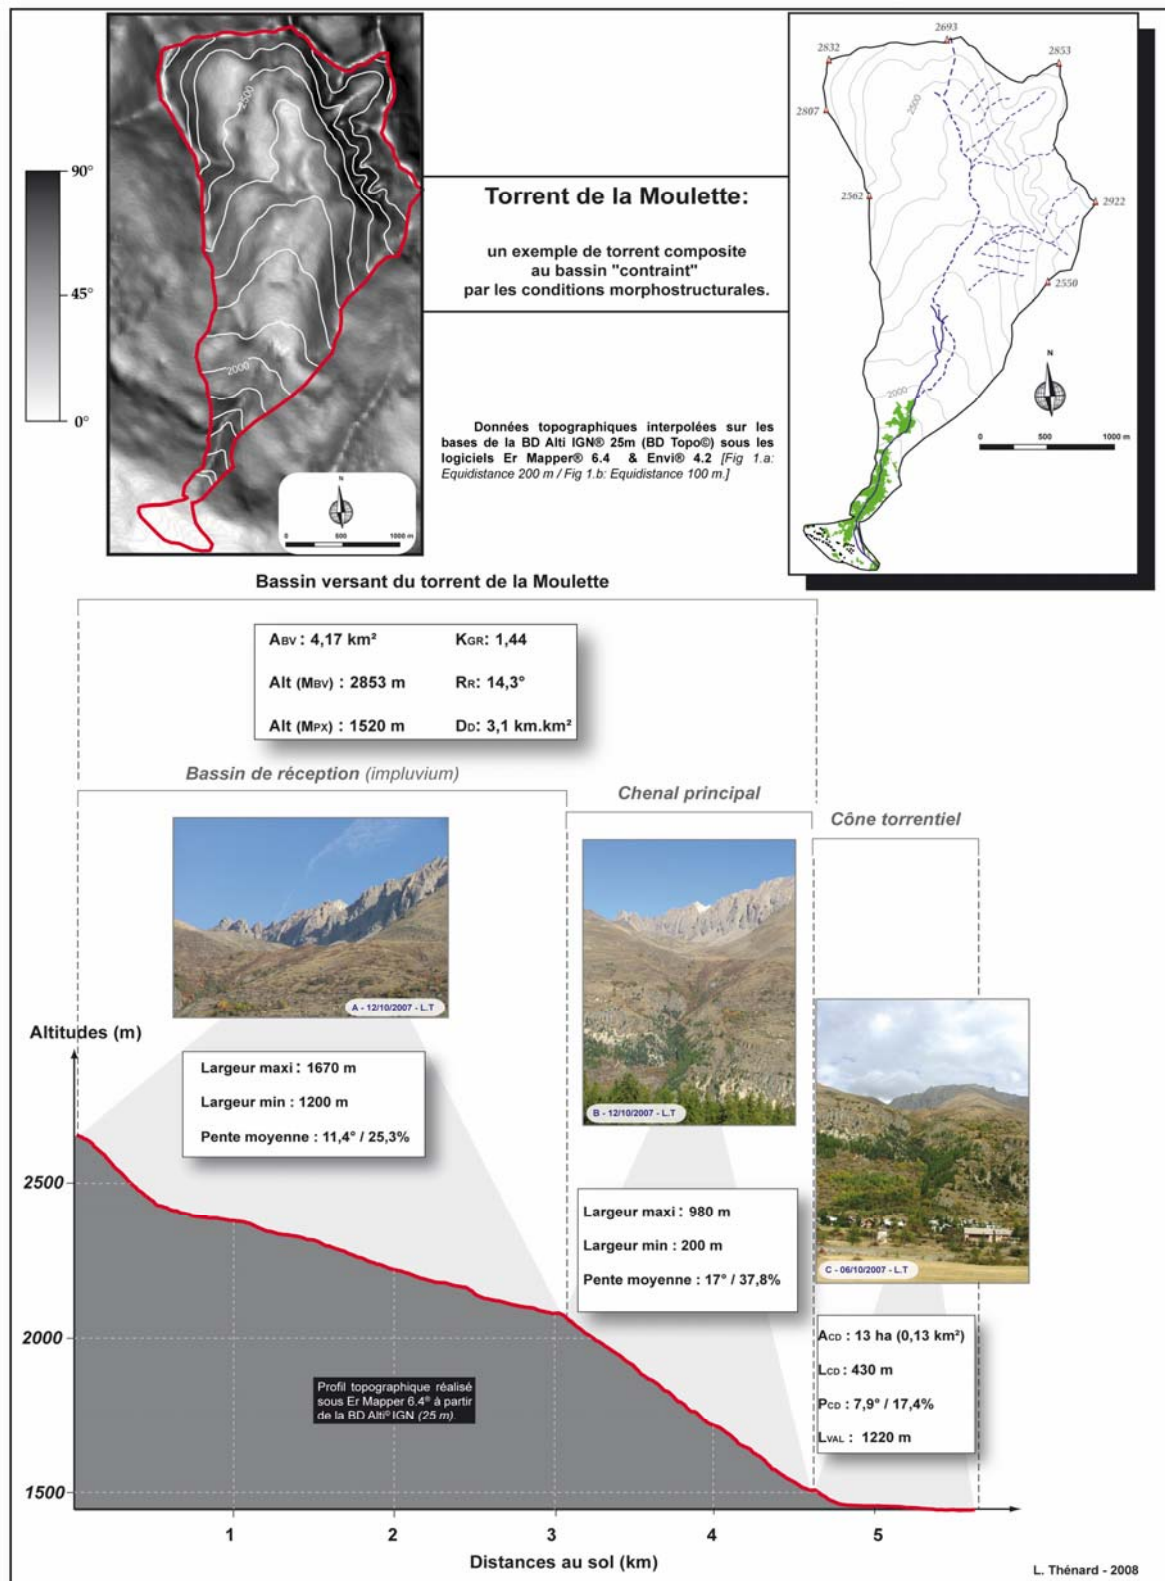 2500
2000
90°
45°
0°
N
0 500 1000 m
Torrent de la Moulette:
un exemple de torrent composite
au bassin "contraint"
par les conditions morphostructurales.
Données topographiques interpolées sur les
bases de la BD Alti IGN® 25m (BD Topo©) sous les
logiciels Er Mapper® 6.4 & Envi® 4.2 [Fig 1.a:
Equidistance 200 m / Fig 1.b: Equidistance 100 m.]
2693
2832
2853
2807
2500
2562
2922
2550
2000
N
0 500 1000 m
Bassin versant du torrent de la Moulette
ABV : 4,17 km² KGR: 1,44
Alt (MBV) : 2853 m RR: 14,3°
Alt (MPX) : 1520 m DD: 3,1 km.km²
Bassin de réception (impluvium)
Chenal principal
Cône torrentiel
A - 12/10/2007 - L.T
B - 12/10/2007 - L.T
C - 06/10/2007 - L.T
Altitudes (m)
Largeur maxi : 1670 m
Largeur min : 1200 m
Pente moyenne : 11,4° / 25,3%
Largeur maxi : 980 m
Largeur min : 200 m
Pente moyenne : 17° / 37,8%
ACD : 13 ha (0,13 km²)
LCD : 430 m
PCD : 7,9° / 17,4%
LVAL : 1220 m
2500
2000
1500
Profil topographique réalisé
sous Er Mapper 6.4® à partir
de la BD Alti© IGN (25 m).
1 2 3 4 5
Distances au sol (km)
L. Thénard - 2008